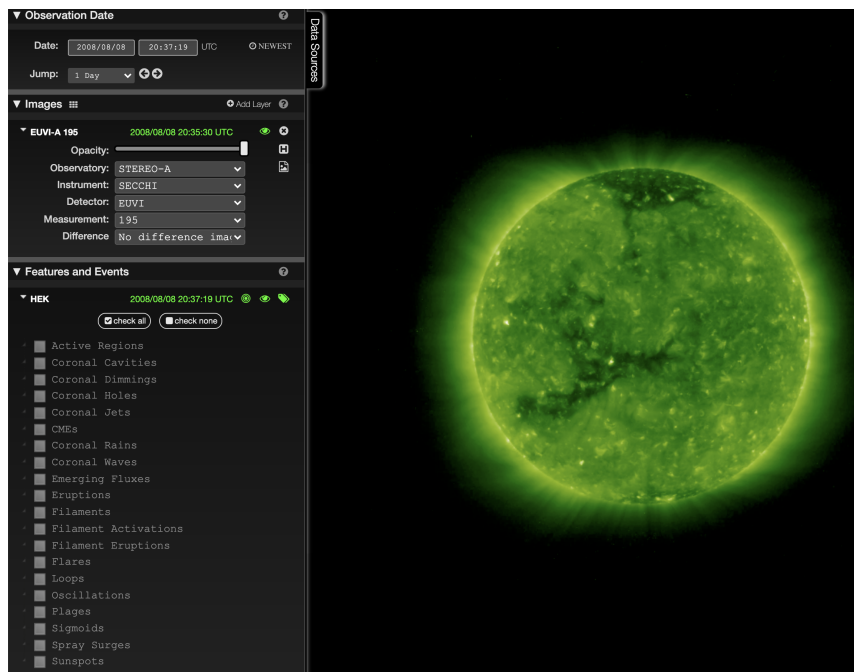 Observation Date
Date: 2008/08/08 20:37:19 UTC NEWEST
Jump: 1 Day
Images Add Layer
EUVI-A 195 2008/08/08 20:35:30 UTC
Opacity:
Observatory: STEREO-A
Instrument: SECCHI
Detector: EUVI
Measurement: 195
Difference No difference ima
Features and Events
HEK 2008/08/08 20:37:19 UTC
check all check none
Active Regions
Coronal Cavities
Coronal Dimmings
Coronal Holes
Coronal Jets
CMEs
Coronal Rains
Coronal Waves
Emerging Fluxes
Eruptions
Filaments
Filament Activations
Filament Eruptions
Flares
Loops
Oscillations
Plages
Sigmoids
Spray Surges
Sunspots
Data Sources